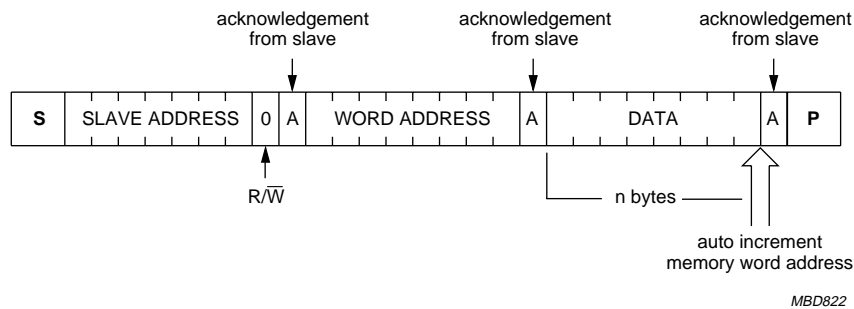 acknowledgement
from slave
acknowledgement
from slave
acknowledgement
from slave
S SLAVE ADDRESS 0 A WORD ADDRESS A DATA A P
R/W̅
n bytes
auto increment
memory word address
MBD822